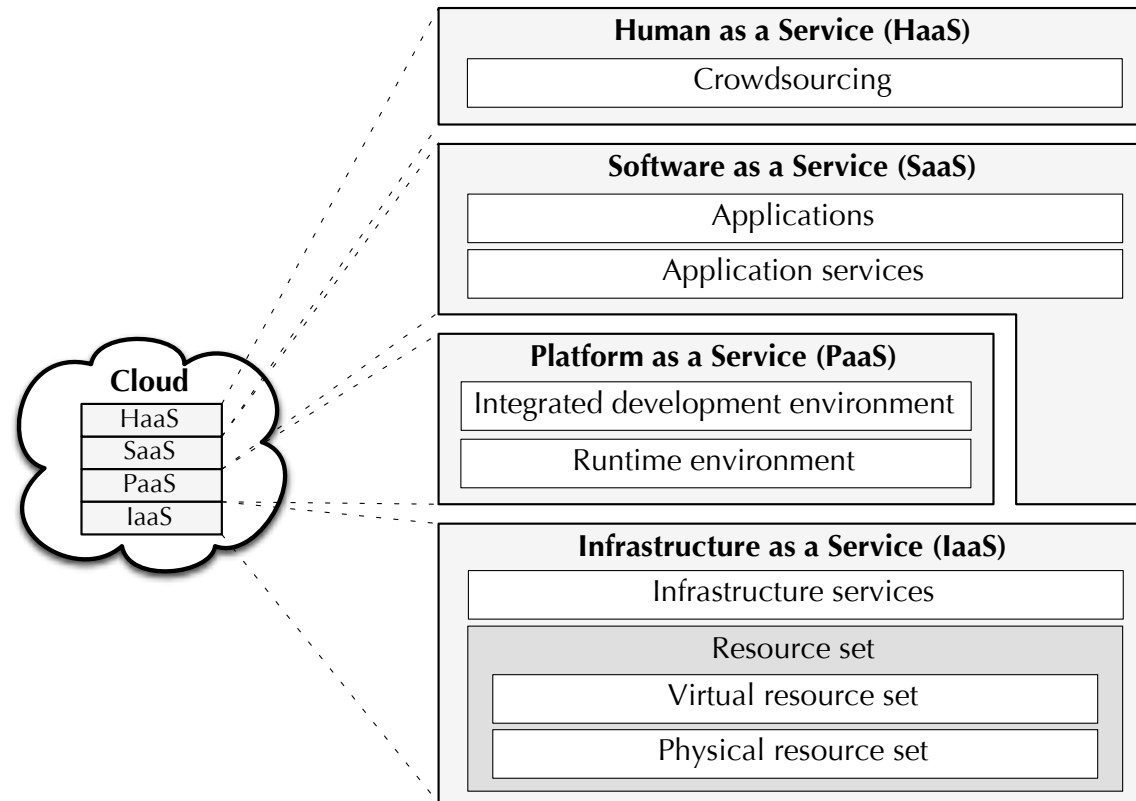 Human as a Service (HaaS)
Crowdsourcing
Software as a Service (SaaS)
Applications
Application services
Cloud
HaaS
SaaS
PaaS
IaaS
Platform as a Service (PaaS)
Integrated development environment
Runtime environment
Infrastructure as a Service (IaaS)
Infrastructure services
Resource set
Virtual resource set
Physical resource set